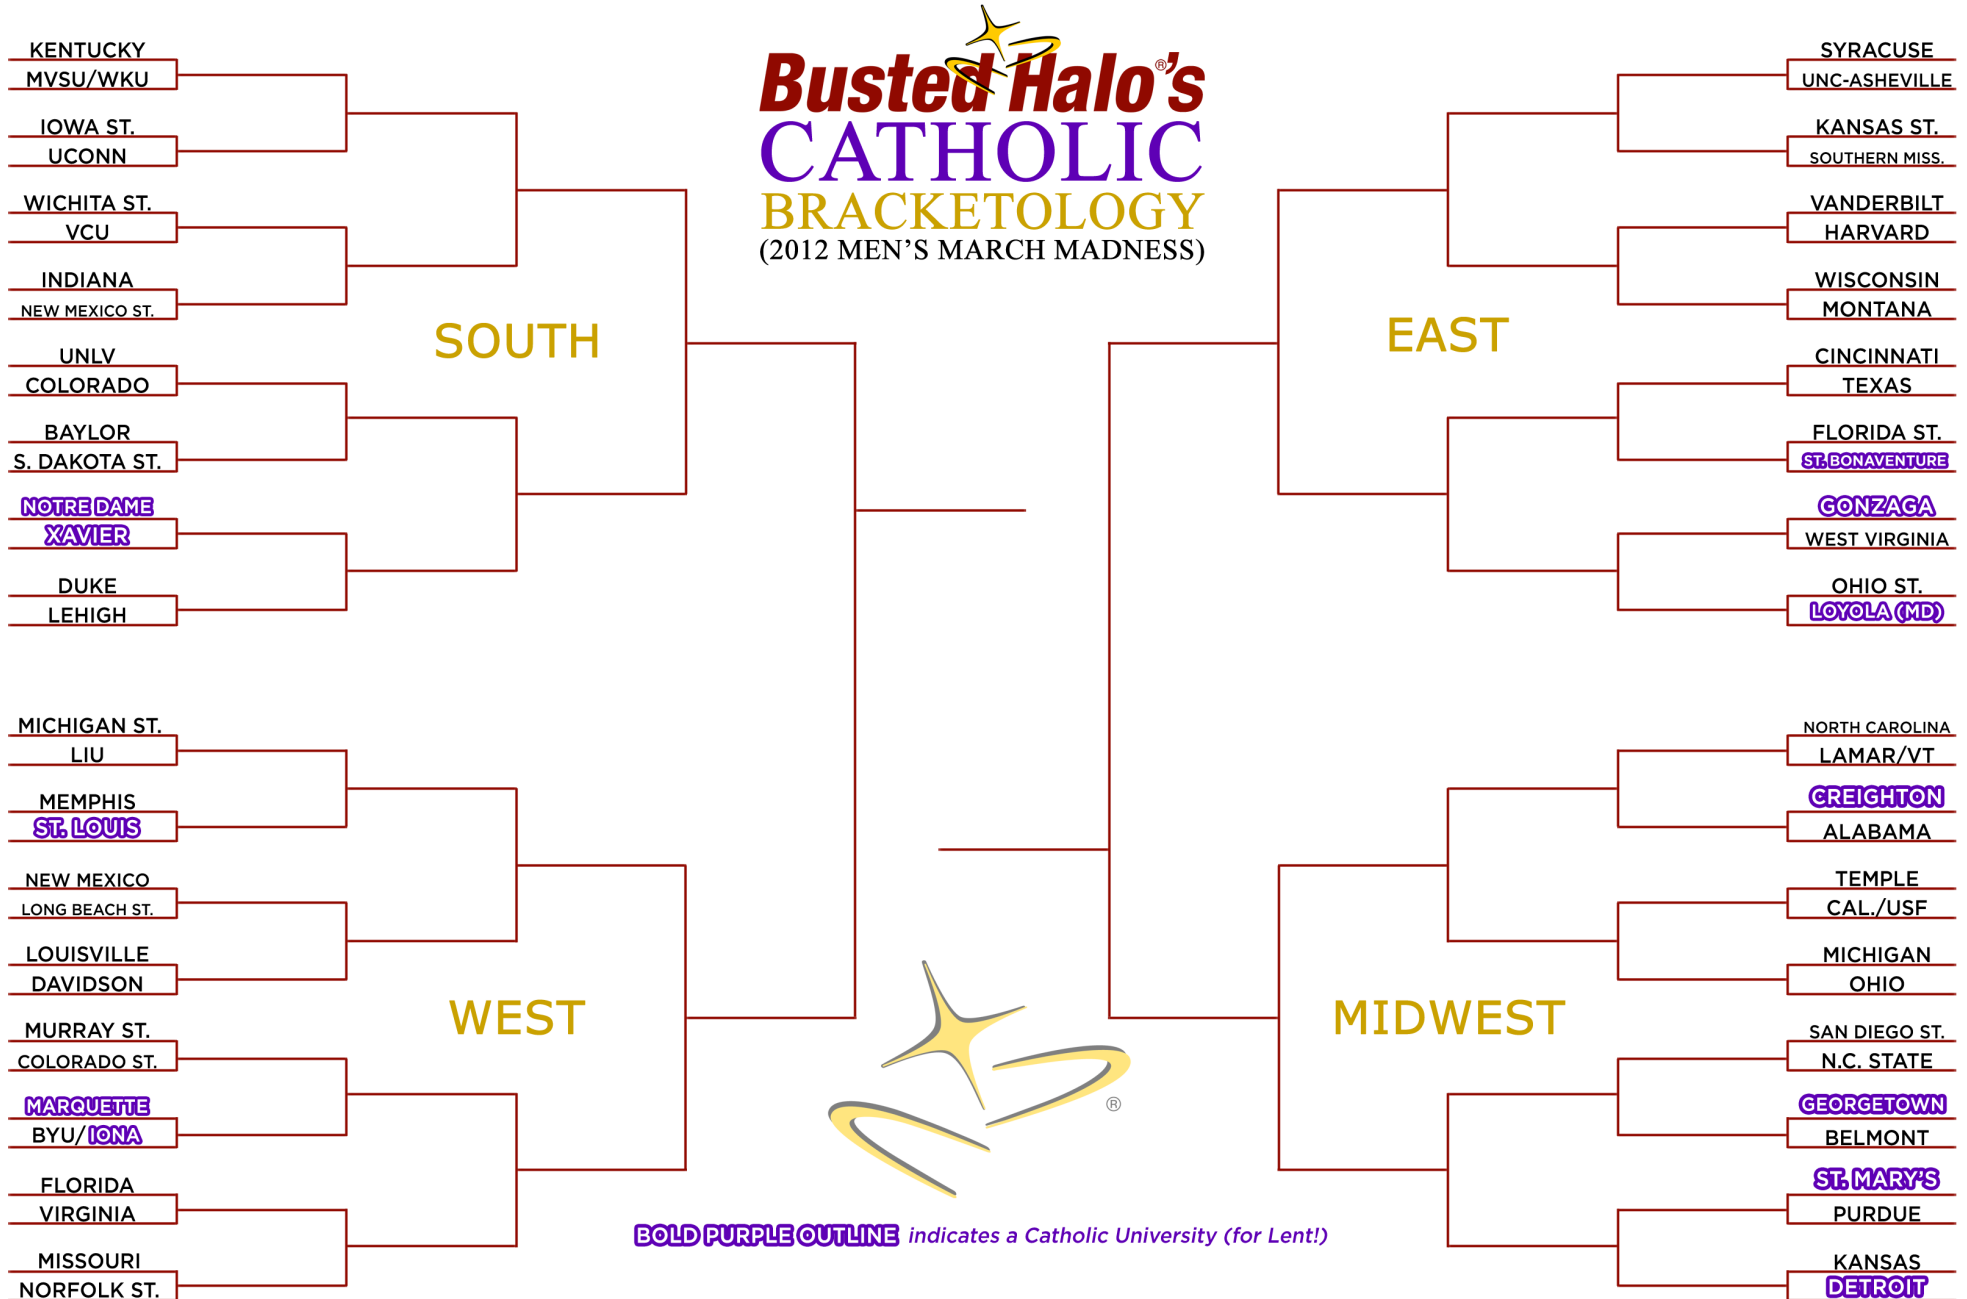 Busted Halo's®
CATHOLIC
BRACKETOLOGY
(2012 MEN'S MARCH MADNESS)
KENTUCKY
MVSU/WKU
IOWA ST.
UCONN
WICHITA ST.
VCU
INDIANA
NEW MEXICO ST.
SOUTH
UNLV
COLORADO
BAYLOR
S. DAKOTA ST.
NOTRE DAME
XAVIER
DUKE
LEHIGH
MICHIGAN ST.
LIU
MEMPHIS
ST. LOUIS
NEW MEXICO
LONG BEACH ST.
LOUISVILLE
DAVIDSON
WEST
MURRAY ST.
COLORADO ST.
MARQUETTE
BYU/IONA
FLORIDA
VIRGINIA
MISSOURI
NORFOLK ST.
SYRACUSE
UNC-ASHEVILLE
KANSAS ST.
SOUTHERN MISS.
VANDERBILT
HARVARD
WISCONSIN
MONTANA
EAST
CINCINNATI
TEXAS
FLORIDA ST.
ST. BONAVENTURE
GONZAGA
WEST VIRGINIA
OHIO ST.
LOYOLA (MD)
NORTH CAROLINA
LAMAR/VT
CREIGHTON
ALABAMA
TEMPLE
CAL./USF
MICHIGAN
OHIO
MIDWEST
SAN DIEGO ST.
N.C. STATE
GEORGETOWN
BELMONT
ST. MARY'S
PURDUE
KANSAS
DETROIT
®
BOLD PURPLE OUTLINE indicates a Catholic University (for Lent!)